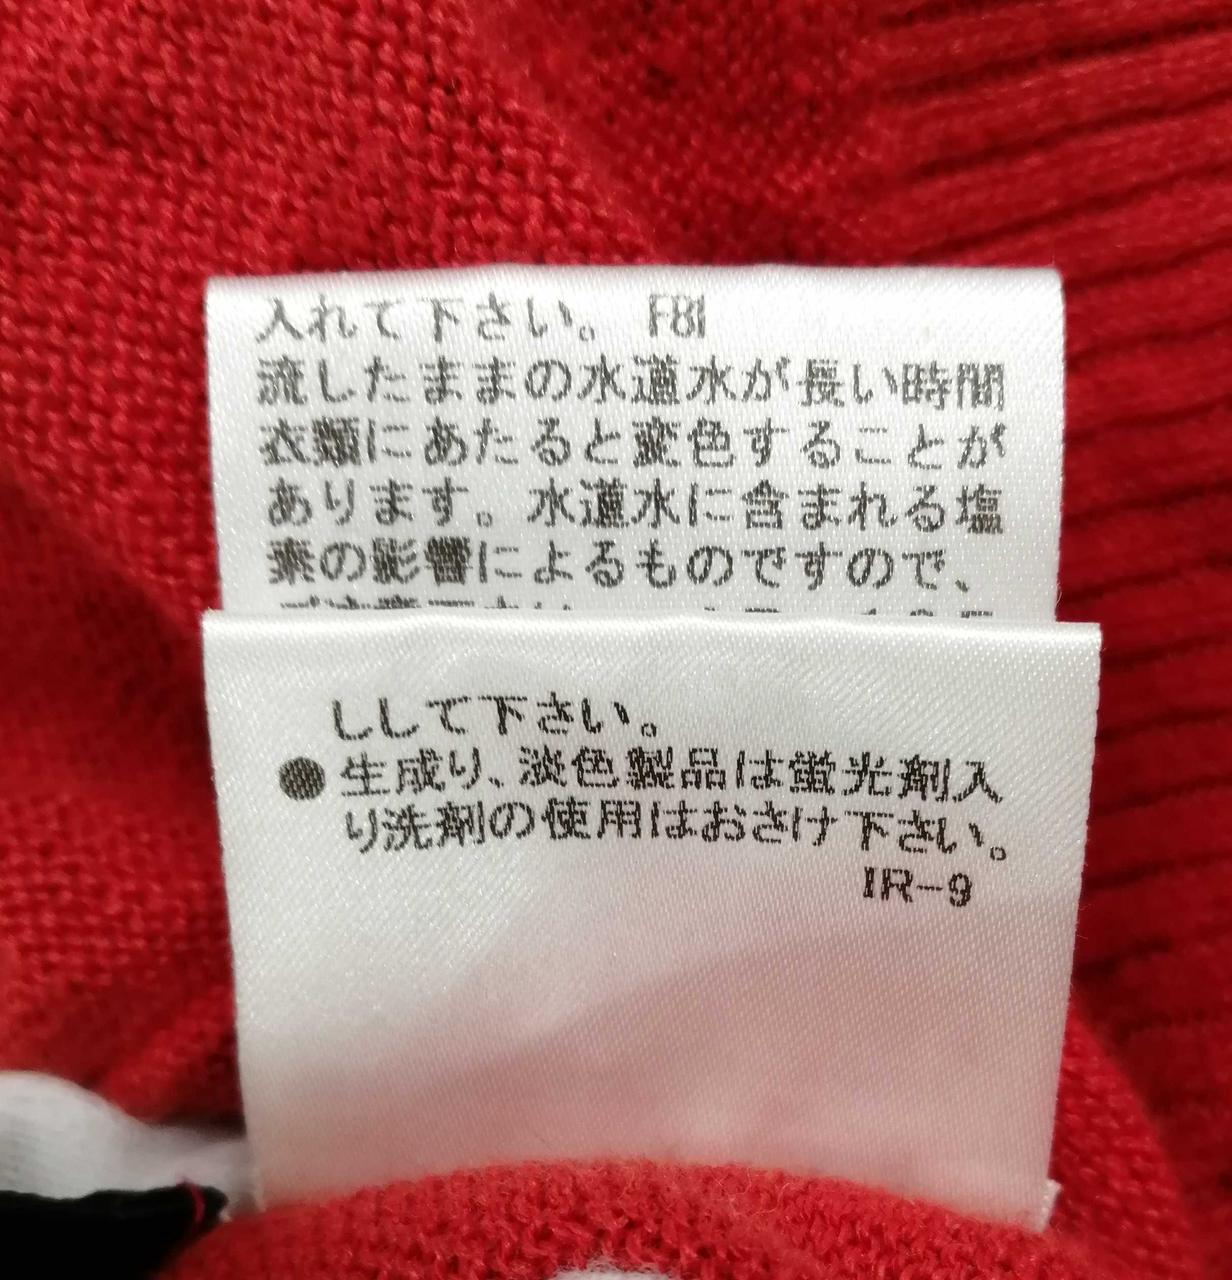 入れて下さい。 FBI
流したままの水道水が長い時間
衣類にあたると変色することが
あります。水道水に含まれる塩
素の影響によるものですので、
ししして下さい。
●生成り、淡色製品は蛍光剤入
り洗剤の使用はおさけ下さい。
IR-9